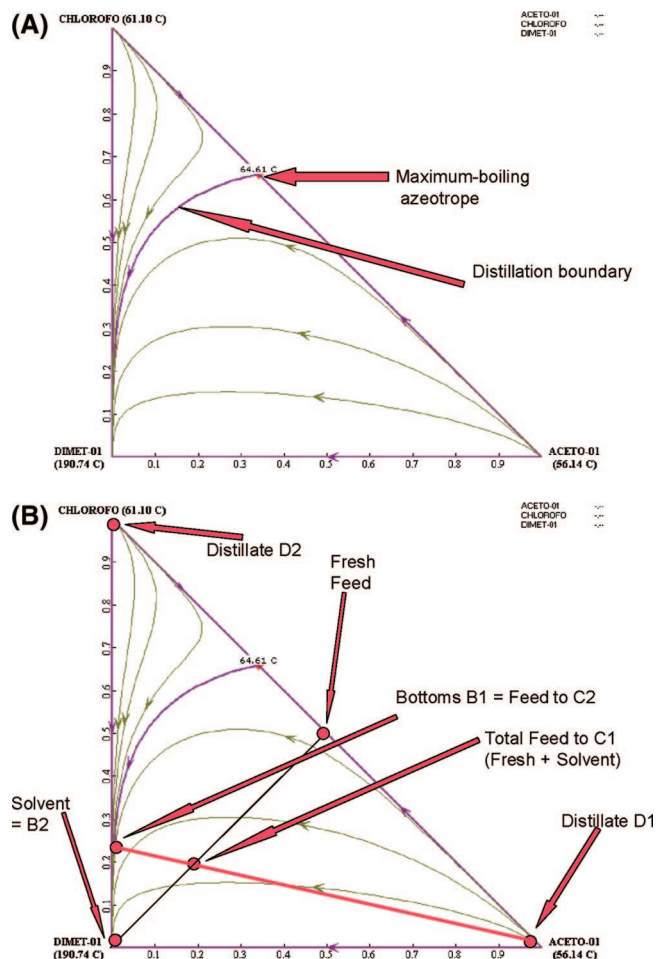 (A)
CHLOROFO (61.10 C)
ACETO-01 -.--
CHLOROFO -.--
DIMET-01 -.--
0.9
0.8
0.7
64.61 C
Maximum-boiling
azeotrope
0.6
0.5
Distillation boundary
0.4
0.3
0.2
0.1
DIMET-01
(190.74 C)
0.1 0.2 0.3 0.4 0.5 0.6 0.7 0.8 0.9
ACETO-01
(56.14 C)
(B)
CHLOROFO (61.10 C)
ACETO-01 -.--
CHLOROFO -.--
DIMET-01 -.--
Distillate D2
0.9
Fresh
Feed
0.8
0.7
64.61 C
0.6
Bottoms B1 = Feed to C2
0.5
Total Feed to C1
(Fresh + Solvent)
0.4
Solvent
= B2
Distillate D1
0.3
0.2
0.1
DIMET-01
(190.74 C)
0.1 0.2 0.3 0.4 0.5 0.6 0.7 0.8 0.9
ACETO-01
(56.14 C)